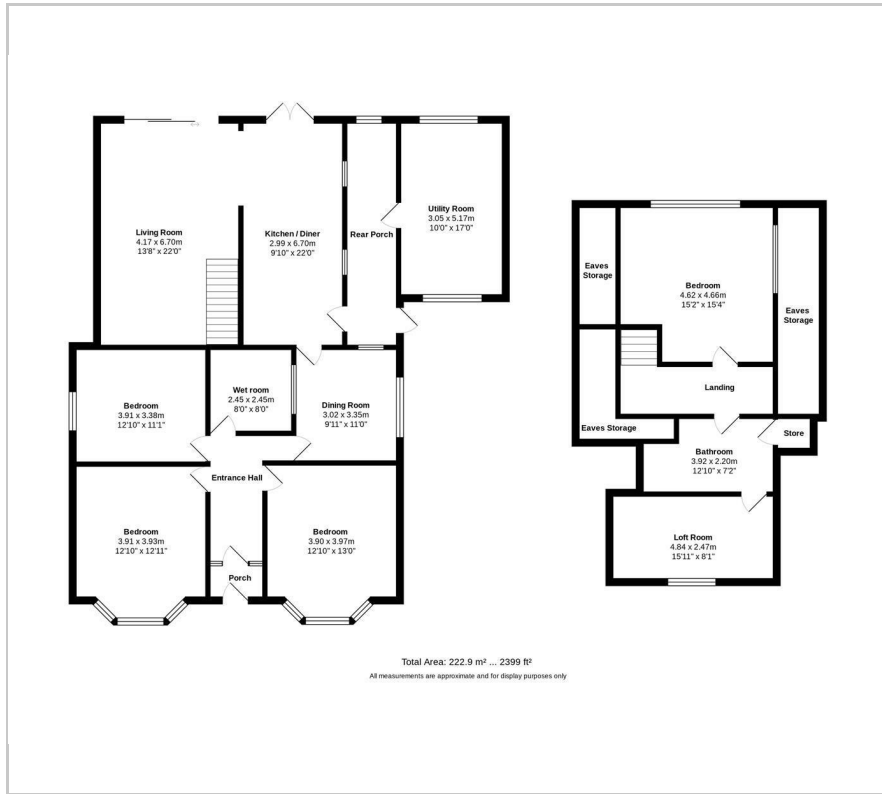 Living Room
4.17 x 6.70m
13'8" x 22'0"
Kitchen / Diner
2.99 x 6.70m
9'10" x 22'0"
Rear Porch
Utility Room
3.05 x 5.17m
10'0" x 17'0"
Bedroom
3.91 x 3.38m
12'10" x 11'1"
Wet room
2.45 x 2.45m
8'0" x 8'0"
Dining Room
3.02 x 3.35m
9'11" x 11'0"
Entrance Hall
Bedroom
3.91 x 3.93m
12'10" x 12'11"
Bedroom
3.90 x 3.97m
12'10" x 13'0"
Porch
Eaves
Storage
Bedroom
4.62 x 4.66m
15'2" x 15'4"
Eaves
Storage
Landing
Eaves Storage
Store
Bathroom
3.92 x 2.20m
12'10" x 7'2"
Loft Room
4.84 x 2.47m
15'11" x 8'1"
Total Area: 222.9 m² ... 2399 ft²
All measurements are approximate and for display purposes only